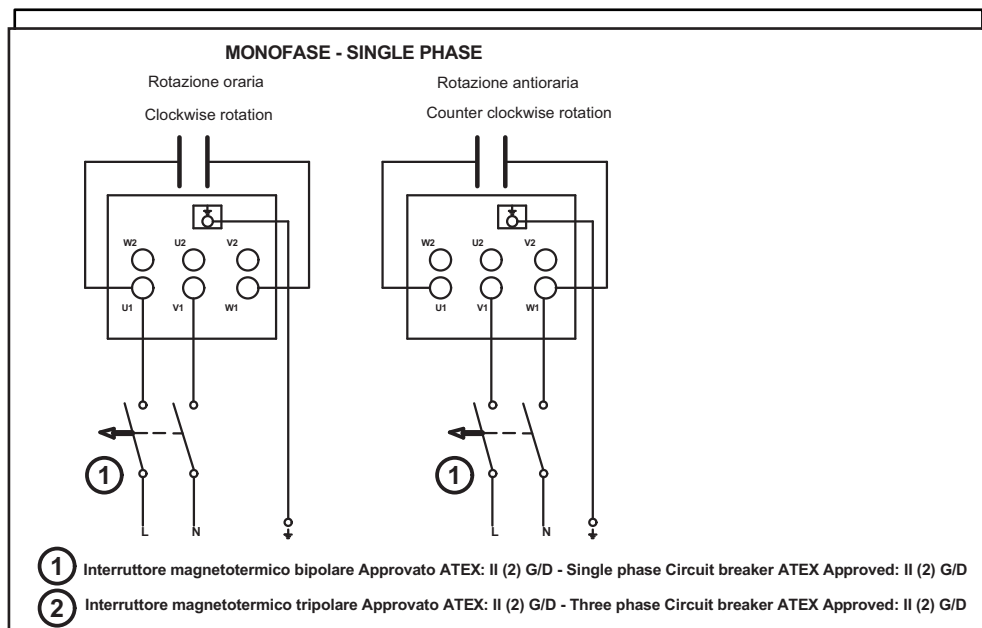 MONOFASE - SINGLE PHASE
Rotazione oraria
Clockwise rotation
Rotazione antioraria
Counter clockwise rotation
W2 U2 V2
U1 V1 W1
W2 U2 V2
U1 V1 W1
1
1
L N
L N
1 Interruttore magnetotermico bipolare Approvato ATEX: II (2) G/D - Single phase Circuit breaker ATEX Approved: II (2) G/D
2 Interruttore magnetotermico tripolare Approvato ATEX: II (2) G/D - Three phase Circuit breaker ATEX Approved: II (2) G/D